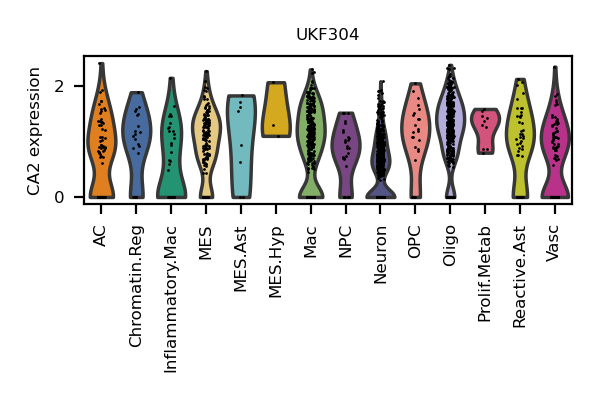 UKF304
CA2 expression
2
0
AC
Chromatin.Reg
Inflammatory.Mac
MES
MES.Ast
MES.Hyp
Mac
NPC
Neuron
OPC
Oligo
Prolif.Metab
Reactive.Ast
Vasc